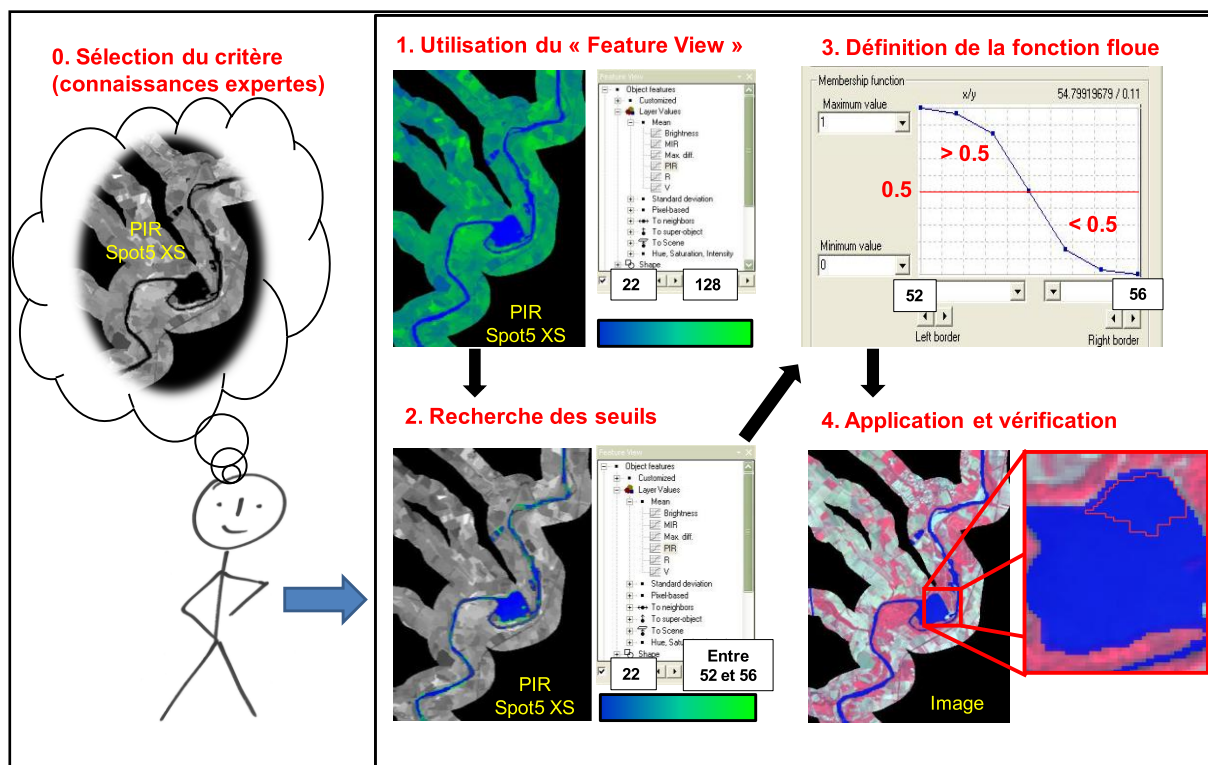 0. Sélection du critère
(connaissances expertes)
PIR
Spot5 XS
1. Utilisation du « Feature View »
PIR
Spot5 XS
Feature View
Object features
Customized
Layer Values
Mean
Brightness
MIR
Max. diff.
PIR
R
V
Standard deviation
Pixel-based
To neighbors
To super-object
To Scene
Hue, Saturation, Intensity
Shape
22
128
2. Recherche des seuils
PIR
Spot5 XS
Feature View
Object features
Customized
Layer Values
Mean
Brightness
MIR
Max. diff.
PIR
R
V
Standard deviation
Pixel-based
To neighbors
To super-object
To Scene
Hue, Satu
Shape
22
Entre
52 et 56
3. Définition de la fonction floue
Membership function
x/y
54.79919679 / 0.11
Maximum value
1
> 0.5
0.5
< 0.5
Minimum value
0
52
56
Left border
Right border
4. Application et vérification
Image